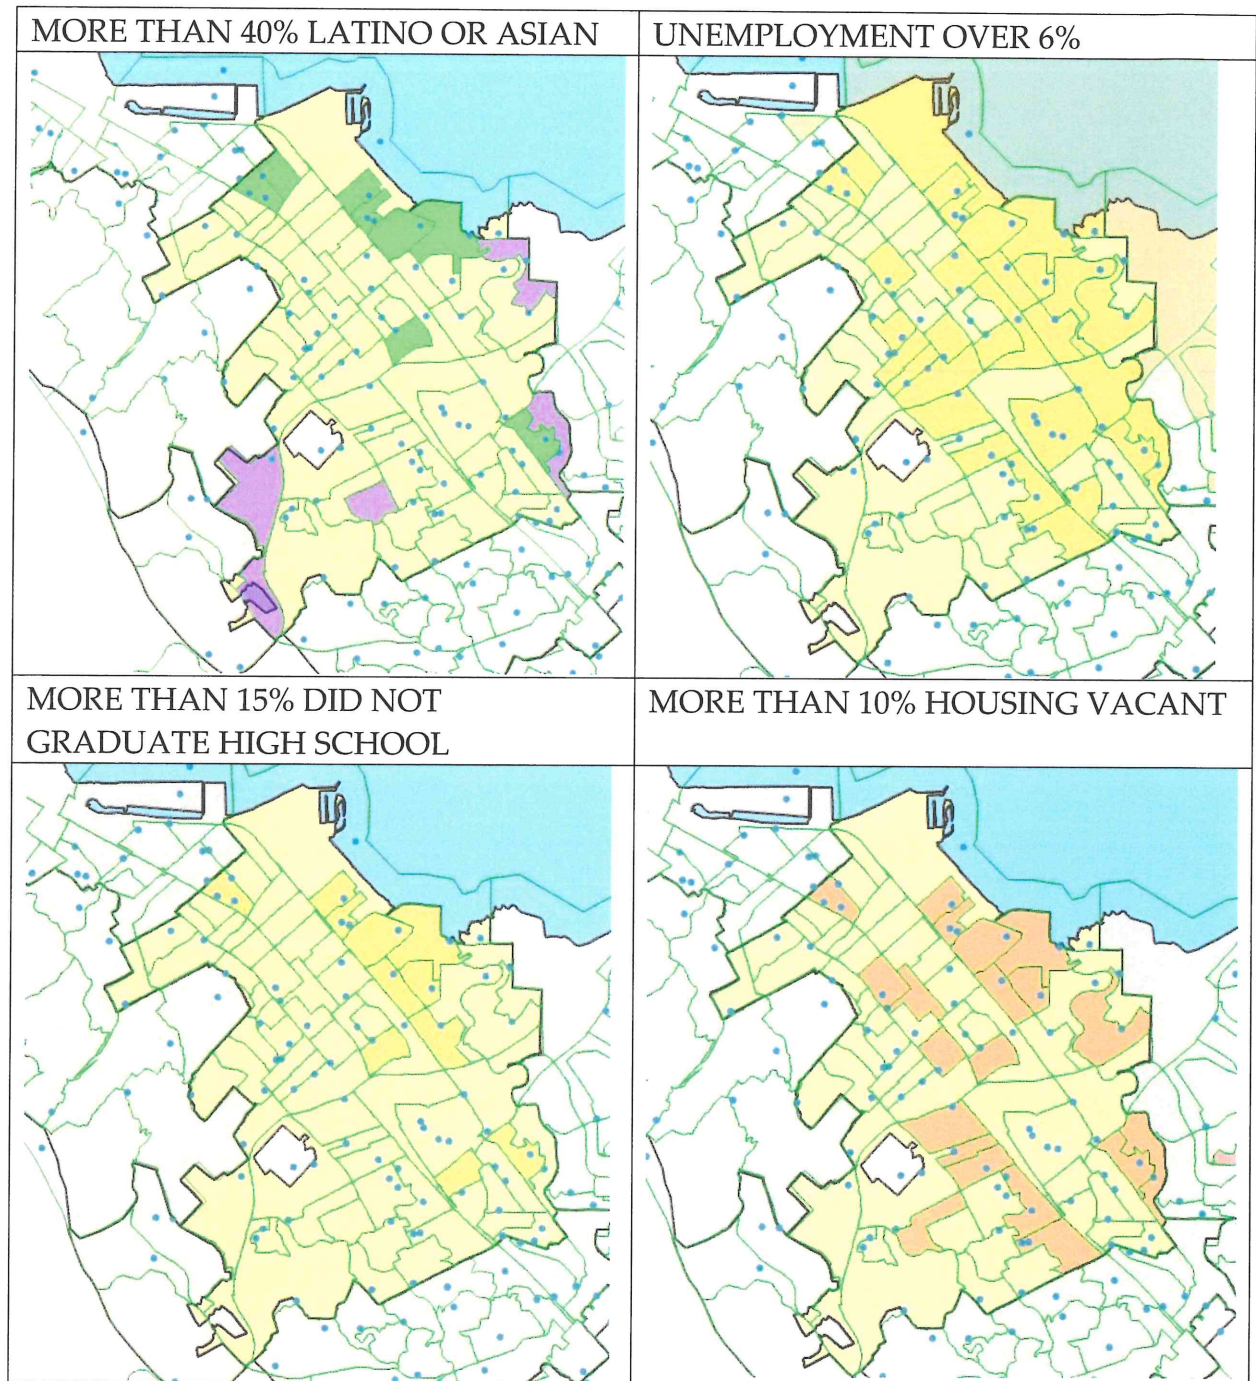 MORE THAN 40% LATINO OR ASIAN
UNEMPLOYMENT OVER 6%
MORE THAN 15% DID NOT
GRADUATE HIGH SCHOOL
MORE THAN 10% HOUSING VACANT